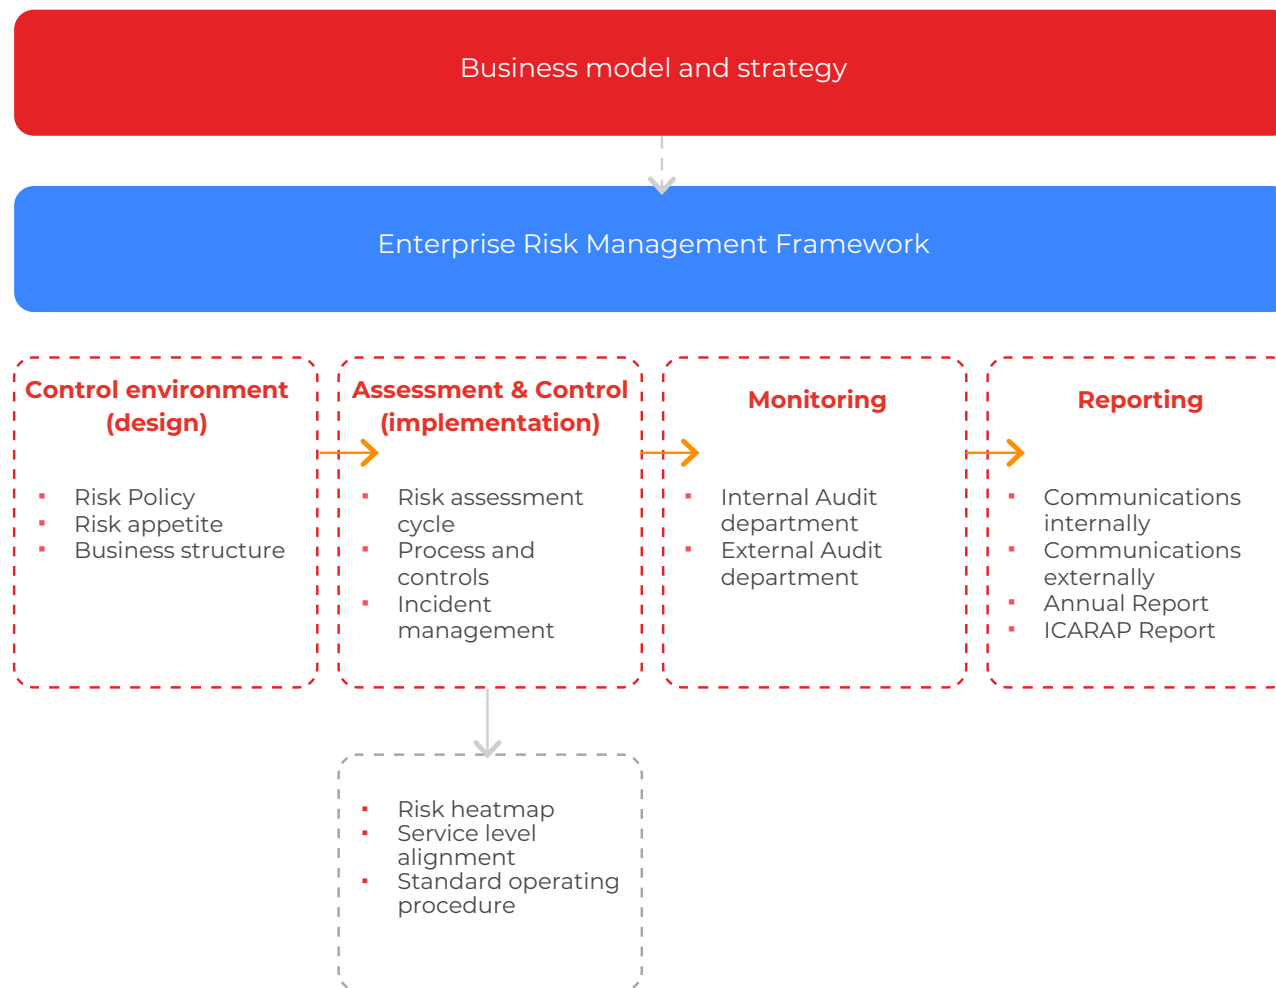 Business model and strategy
Enterprise Risk Management Framework
Control environment
(design)
▪ Risk Policy
▪ Risk appetite
▪ Business structure
Assessment & Control
(implementation)
▪ Risk assessment
cycle
▪ Process and
controls
▪ Incident
management
Monitoring
▪ Internal Audit
department
▪ External Audit
department
Reporting
▪ Communications
internally
▪ Communications
externally
▪ Annual Report
▪ ICARAP Report
▪ Risk heatmap
▪ Service level
alignment
▪ Standard operating
procedure